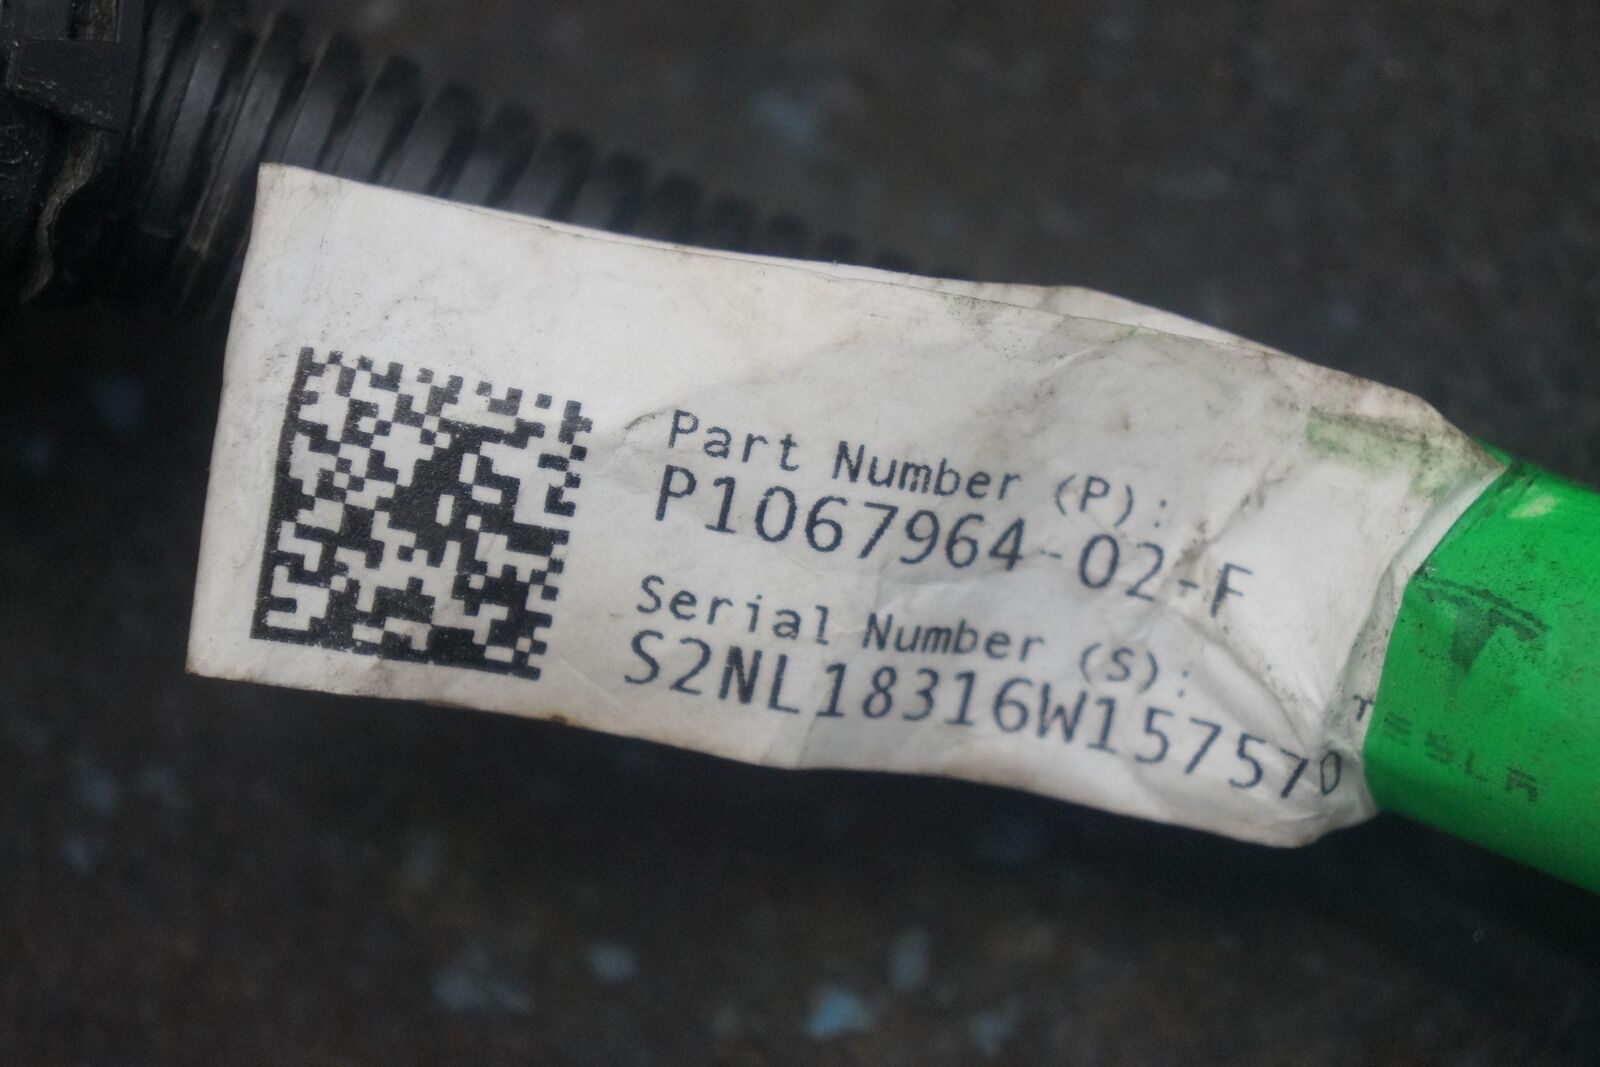 Part Number (P):
P1067964-02-F
Serial Number (S):
S2NL18316W157570
TESLA